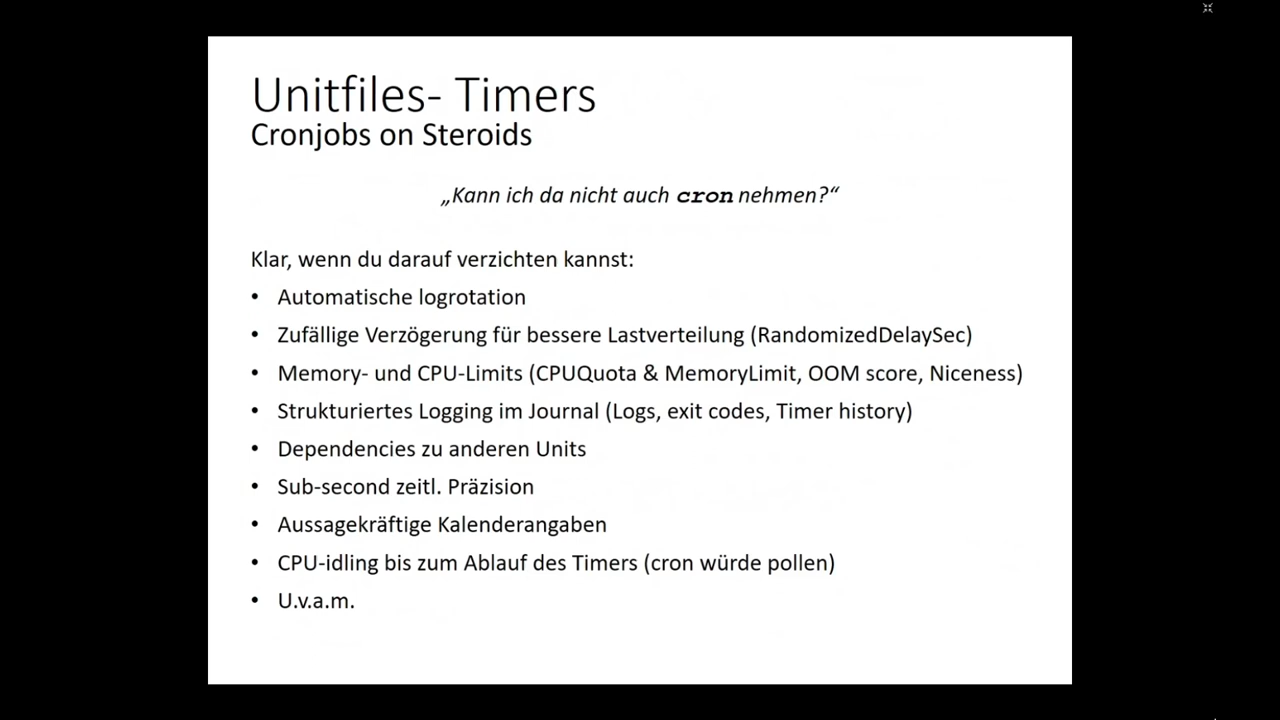 Unitfiles- Timers
Cronjobs on Steroids
„Kann ich da nicht auch cron nehmen?“
Klar, wenn du darauf verzichten kannst:
• Automatische logrotation
• Zufällige Verzögerung für bessere Lastverteilung (RandomizedDelaySec)
• Memory- und CPU-Limits (CPUQuota & MemoryLimit, OOM score, Niceness)
• Strukturiertes Logging im Journal (Logs, exit codes, Timer history)
• Dependencies zu anderen Units
• Sub-second zeitl. Präzision
• Aussagekräftige Kalenderangaben
• CPU-idling bis zum Ablauf des Timers (cron würde pollen)
• U.v.a.m.